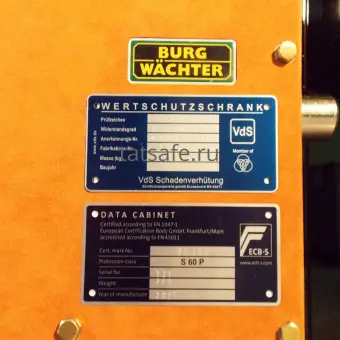 BURG
WÄCHTER
WERTSCHUTZSCHRANK
Prüfzeichen
Widerstandsgrad
Anerkennungs-Nr.
Fabrikations-Nr.
Masse (kg)
Baujahr
VdS
Member of
VdS Schadenverhütung
ratsafe.ru
DATA CABINET
Certified according to EN 1047-1
European Certification Body GmbH, Frankfurt/Main
accredited according to EN 45011
Cert. mark No.
Protection class S 60 P
Serial No
Weight
Year of manufacture
ECB·S